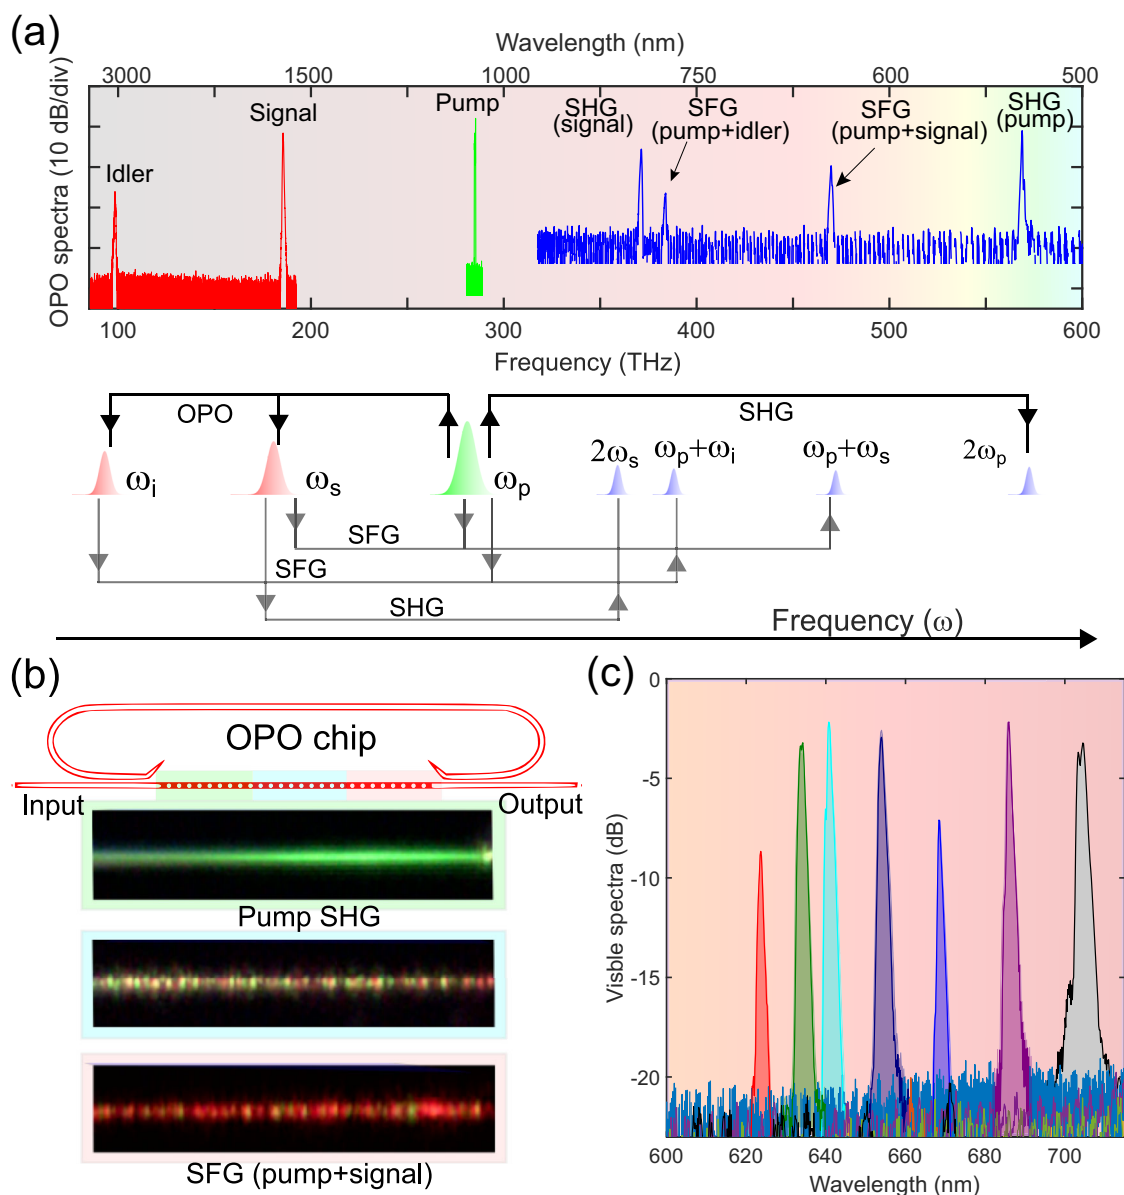 (a)
Wavelength (nm)
3000 1500 1000 750 600 500
OPO spectra (10 dB/div)
Idler
Signal
Pump
SHG
(signal)
SFG
(pump+idler)
SFG
(pump+signal)
SHG
(pump)
100 200 300 400 500 600
Frequency (THz)
OPO
SHG
ωi
ωs
ωp
2ωs
ωp+ωi
ωp+ωs
2ωp
SFG
SFG
SHG
Frequency (ω)
(b)
OPO chip
Input
Output
Pump SHG
SFG (pump+signal)
(c)
Visble spectra (dB)
0
-5
-10
-15
-20
600 620 640 660 680 700
Wavelength (nm)